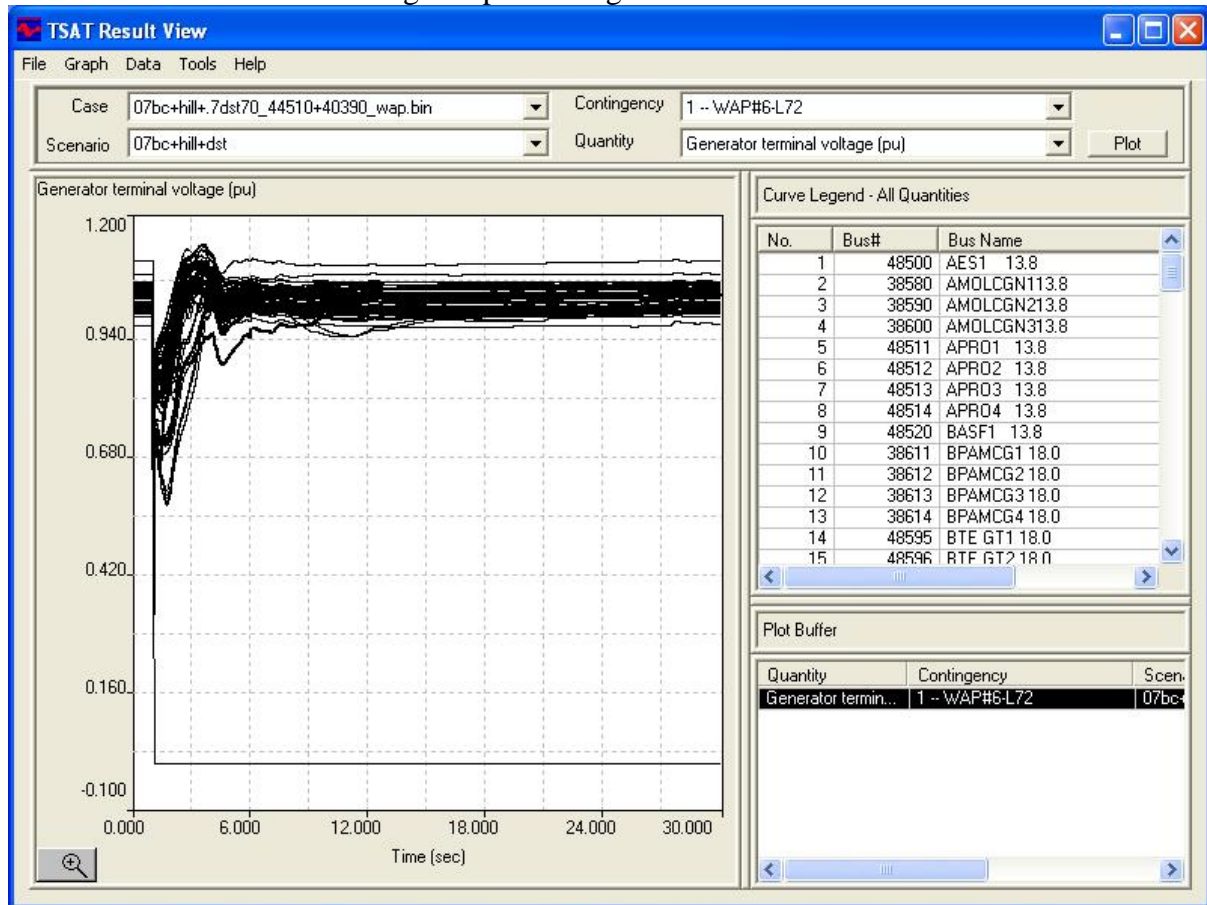 TSAT Result View
File Graph Data Tools Help
Case 07bc+hill+.7dst70_44510+40390_wap.bin Contingency 1 -- WAP#6-L72
Scenario 07bc+hill+dst Quantity Generator terminal voltage (pu) Plot
Generator terminal voltage (pu)
1.200
0.940
0.680
0.420
0.160
-0.100
0.000 6.000 12.000 18.000 24.000 30.000
Time (sec)
Curve Legend - All Quantities
No. Bus# Bus Name
1 48500 AES1 13.8
2 38580 AMOLCGN113.8
3 38590 AMOLCGN213.8
4 38600 AMOLCGN313.8
5 48511 APRO1 13.8
6 48512 APRO2 13.8
7 48513 APRO3 13.8
8 48514 APRO4 13.8
9 48520 BASF1 13.8
10 38611 BPAMCG1 18.0
11 38612 BPAMCG2 18.0
12 38613 BPAMCG3 18.0
13 38614 BPAMCG4 18.0
14 48595 BTE GT1 18.0
15 48596 BTE GT2 18.0
Plot Buffer
Quantity Contingency Scen
Generator termin... 1 -- WAP#6-L72 07bc+